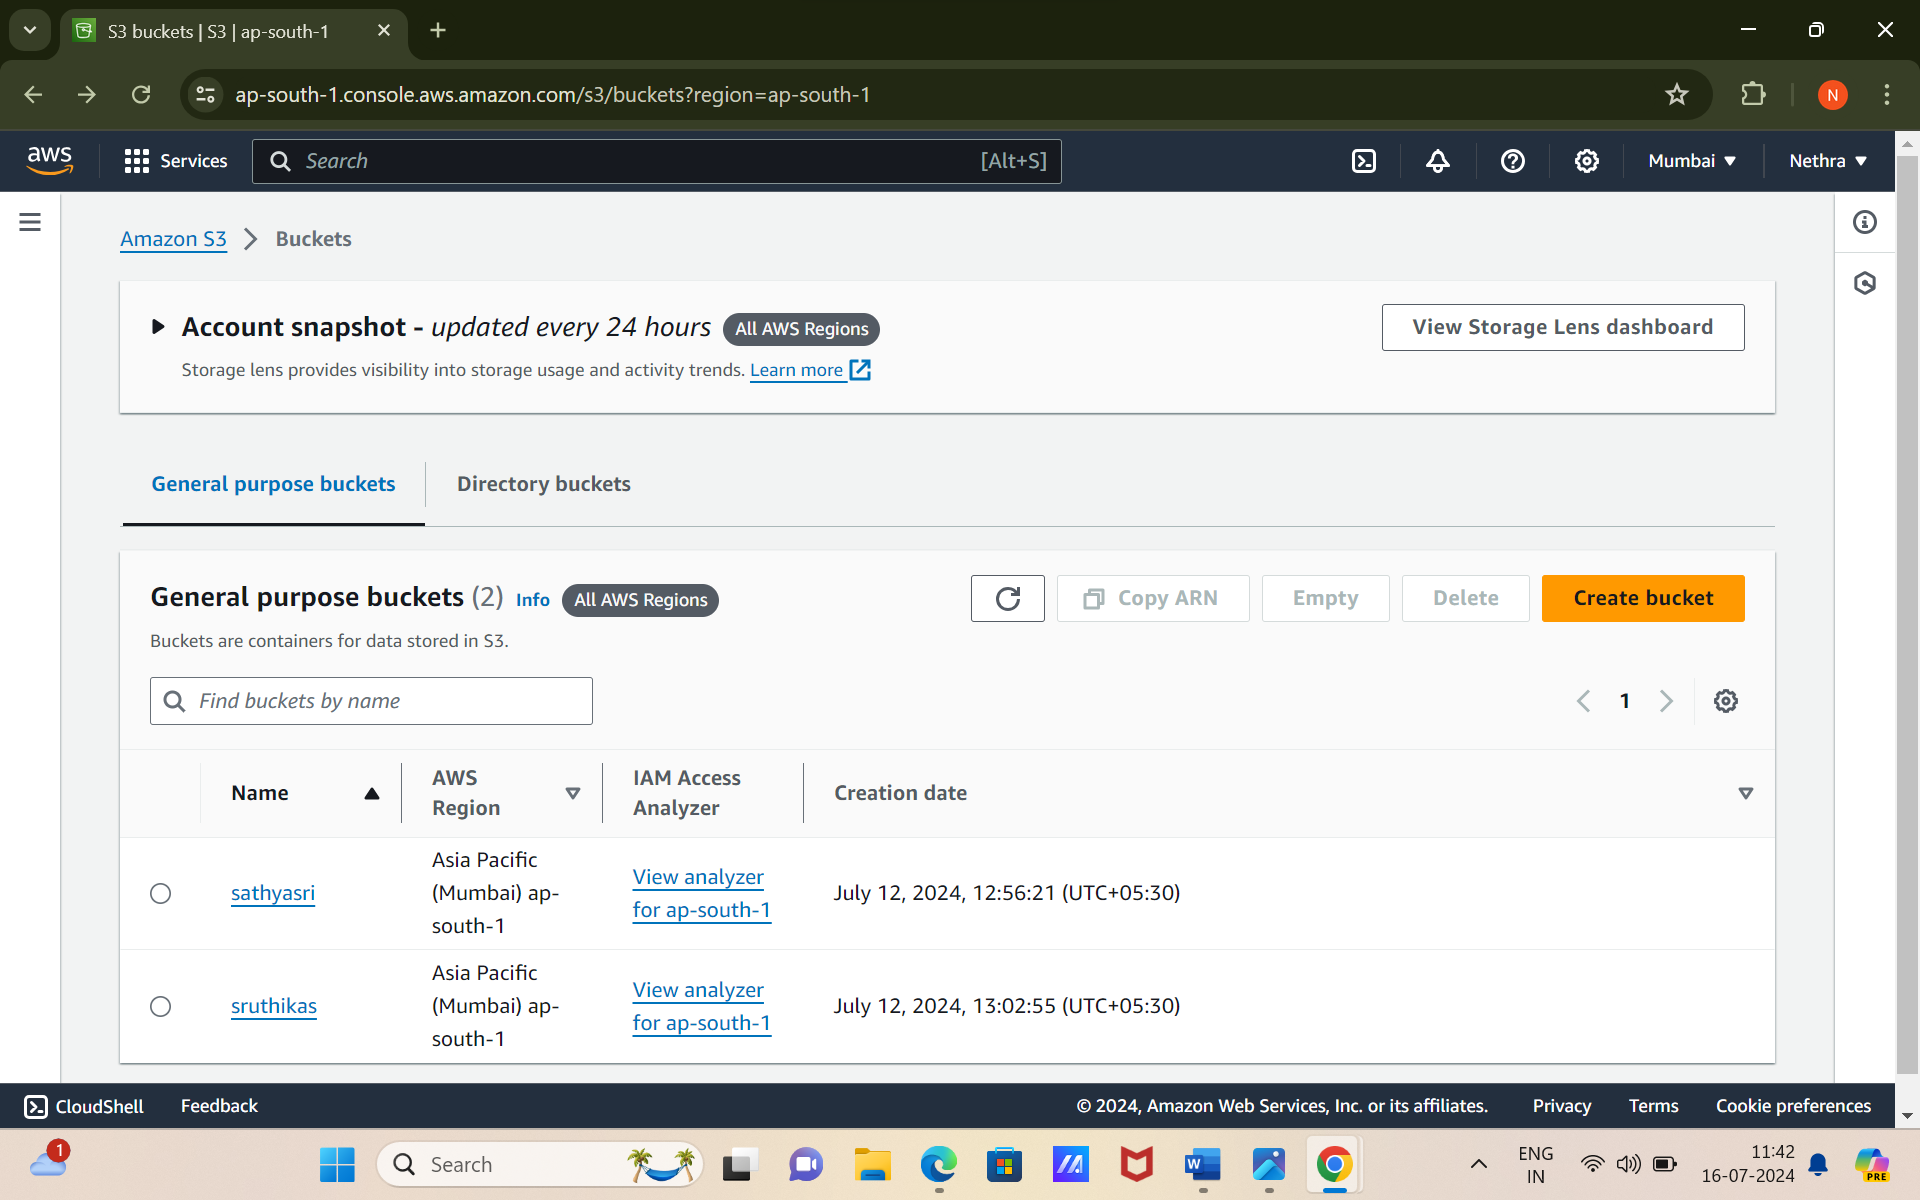 S3 buckets | S3 | ap-south-1
ap-south-1.console.aws.amazon.com/s3/buckets?region=ap-south-1
N
aws
Services
Search
[Alt+S]
Mumbai
Nethra
Amazon S3
Buckets
Account snapshot - updated every 24 hours
All AWS Regions
View Storage Lens dashboard
Storage lens provides visibility into storage usage and activity trends. Learn more
General purpose buckets
Directory buckets
General purpose buckets (2)
Info
All AWS Regions
Copy ARN
Empty
Delete
Create bucket
Buckets are containers for data stored in S3.
Find buckets by name
1
Name
AWS
Region
IAM Access
Analyzer
Creation date
sathyasri
Asia Pacific
(Mumbai) ap-
south-1
View analyzer
for ap-south-1
July 12, 2024, 12:56:21 (UTC+05:30)
sruthikas
Asia Pacific
(Mumbai) ap-
south-1
View analyzer
for ap-south-1
July 12, 2024, 13:02:55 (UTC+05:30)
CloudShell
Feedback
© 2024, Amazon Web Services, Inc. or its affiliates.
Privacy
Terms
Cookie preferences
1
Search
W
ENG
IN
11:42
16-07-2024
PRE